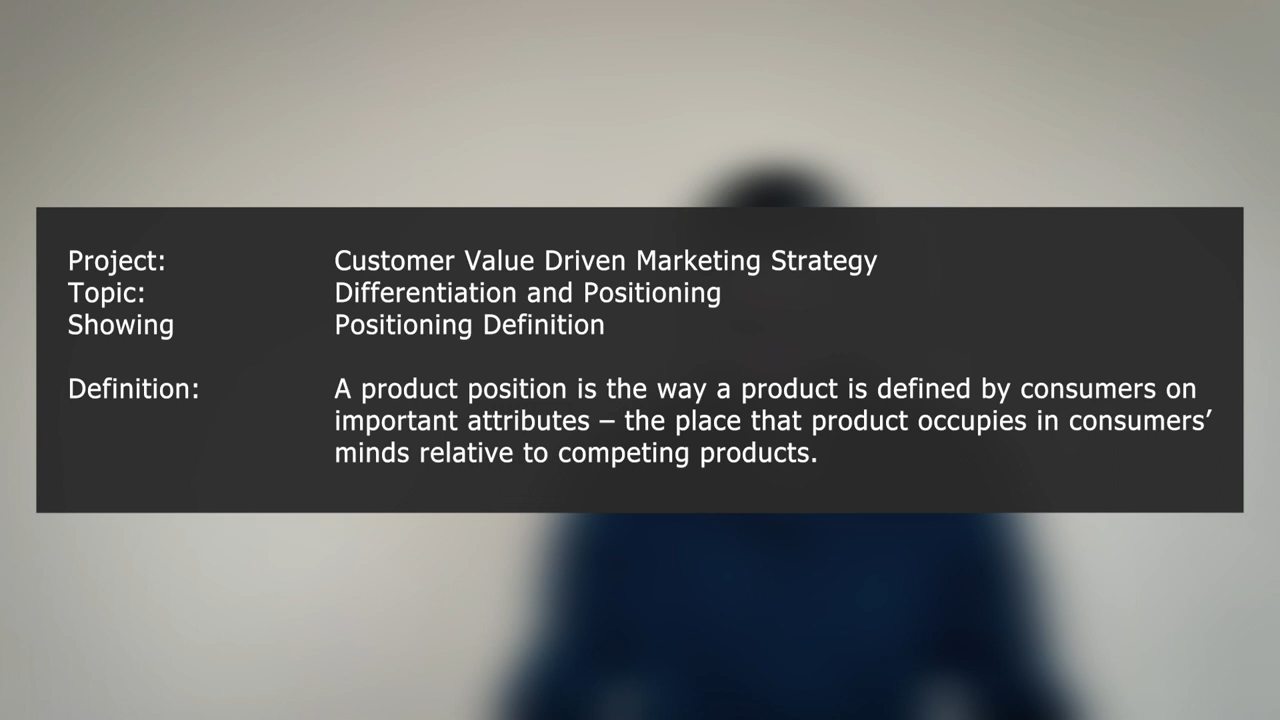 Project: Customer Value Driven Marketing Strategy
Topic: Differentiation and Positioning
Showing Positioning Definition
Definition: A product position is the way a product is defined by consumers on
important attributes – the place that product occupies in consumers’
minds relative to competing products.